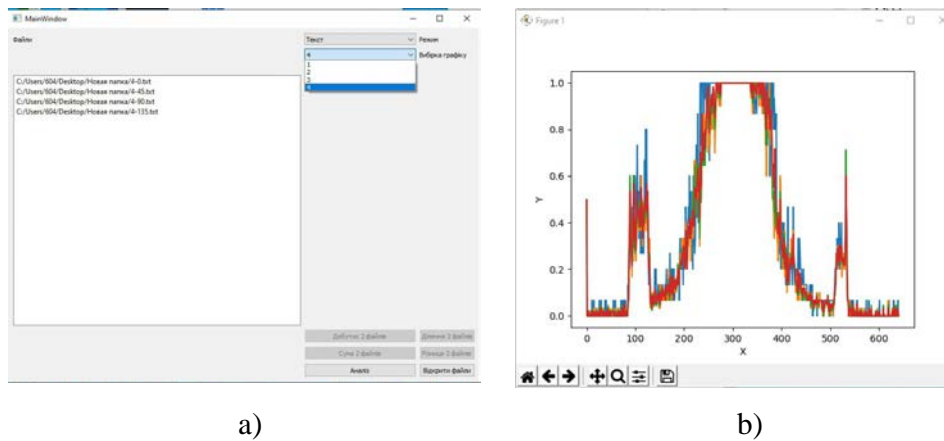 MainWindow
Файли
Текст
Режим
4
Вибірка графіку
1
2
3
4
C:/Users/604/Desktop/Новая папка/4-0.txt
C:/Users/604/Desktop/Новая папка/4-45.txt
C:/Users/604/Desktop/Новая папка/4-90.txt
C:/Users/604/Desktop/Новая папка/4-135.txt
Добуток 2 файлів
Ділення 2 файлів
Сума 2 файлів
Різниця 2 файлів
Аналіз
Відкрити файли
a)
Figure 1
1.0
0.8
0.6
0.4
0.2
0.0
Y
0 100 200 300 400 500 600
X
b)